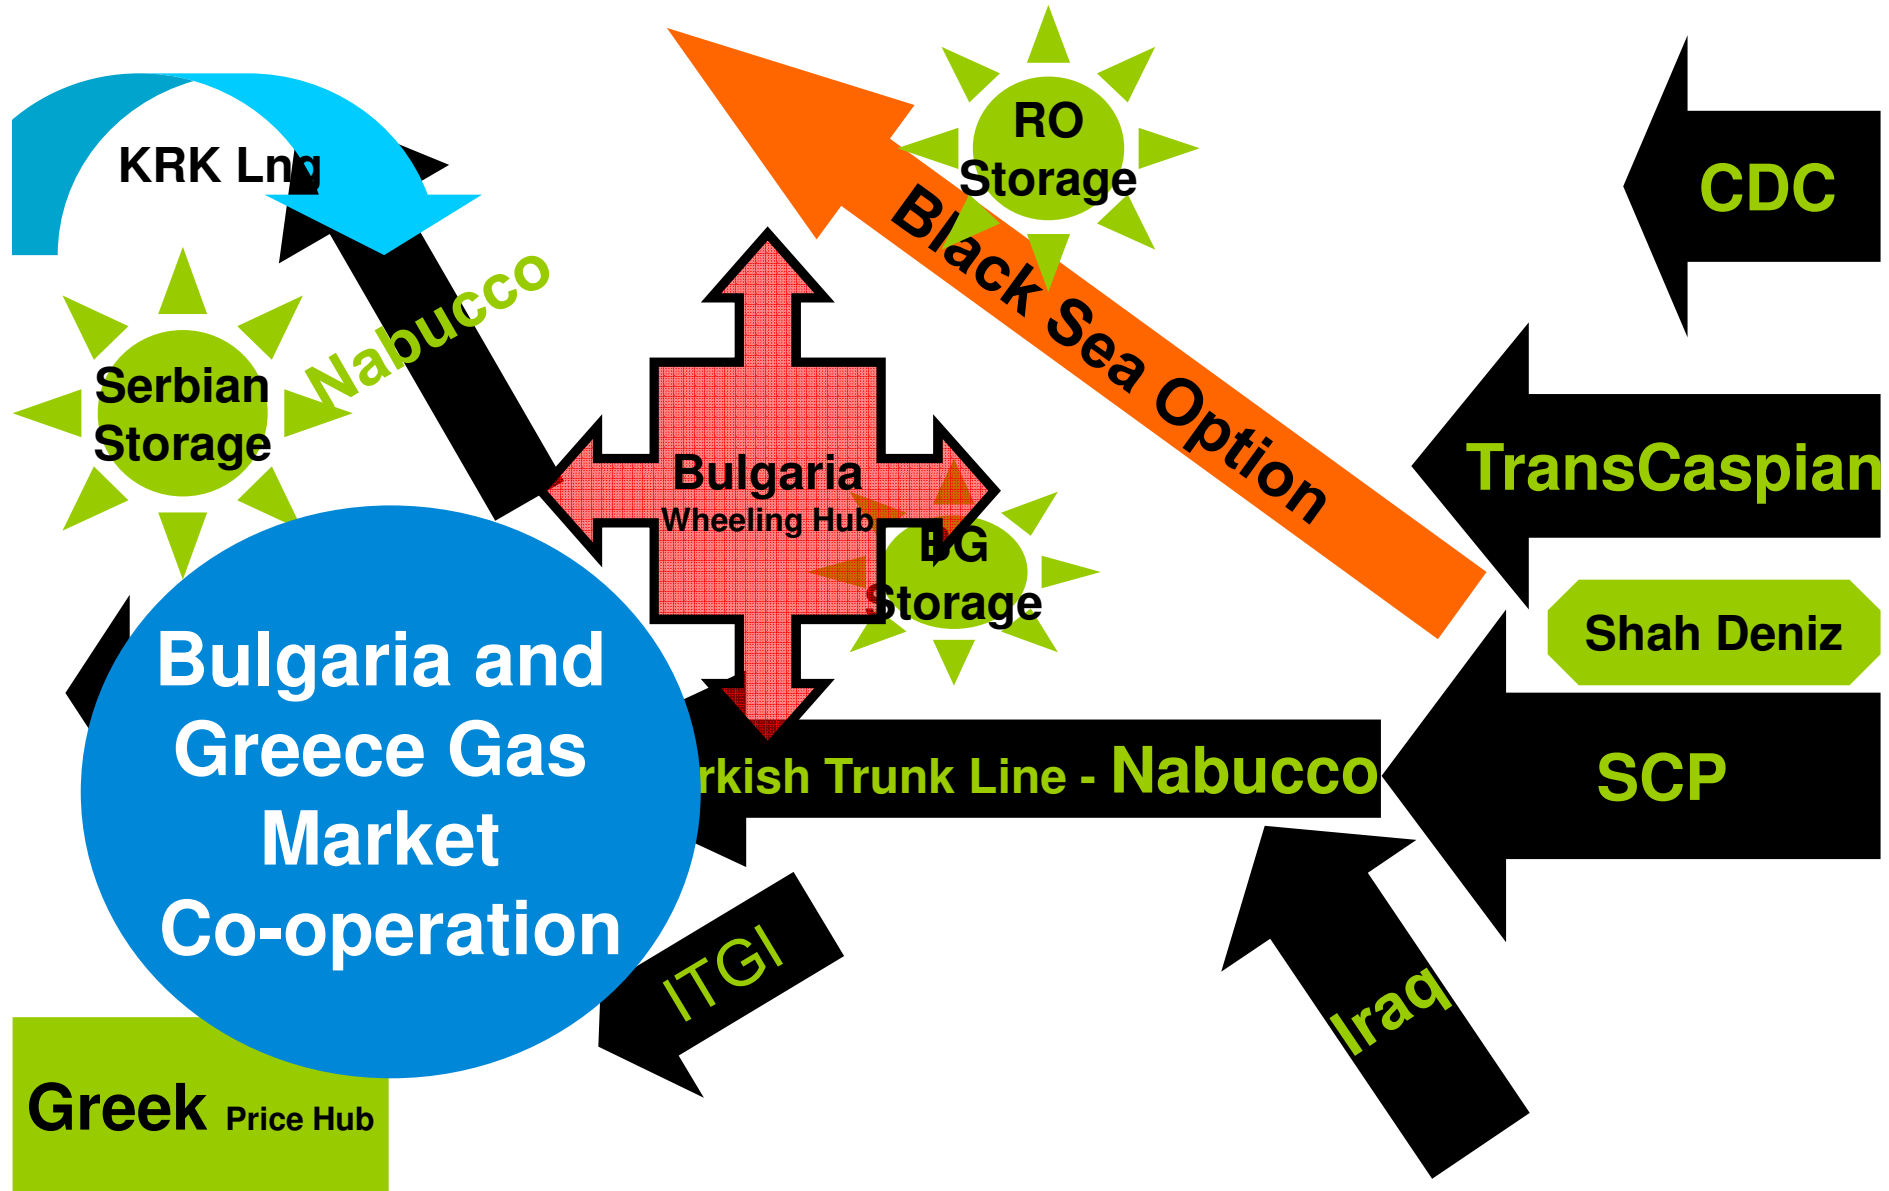 KRK Lng
RO
Storage
CDC
Black Sea Option
Nabucco
Serbian
Storage
Bulgaria
Wheeling Hub
TransCaspian
BG
Storage
Shah Deniz
Bulgaria and
Greece Gas
Market
Co-operation
rkish Trunk Line - Nabucco
SCP
ITGI
Iraq
Greek Price Hub